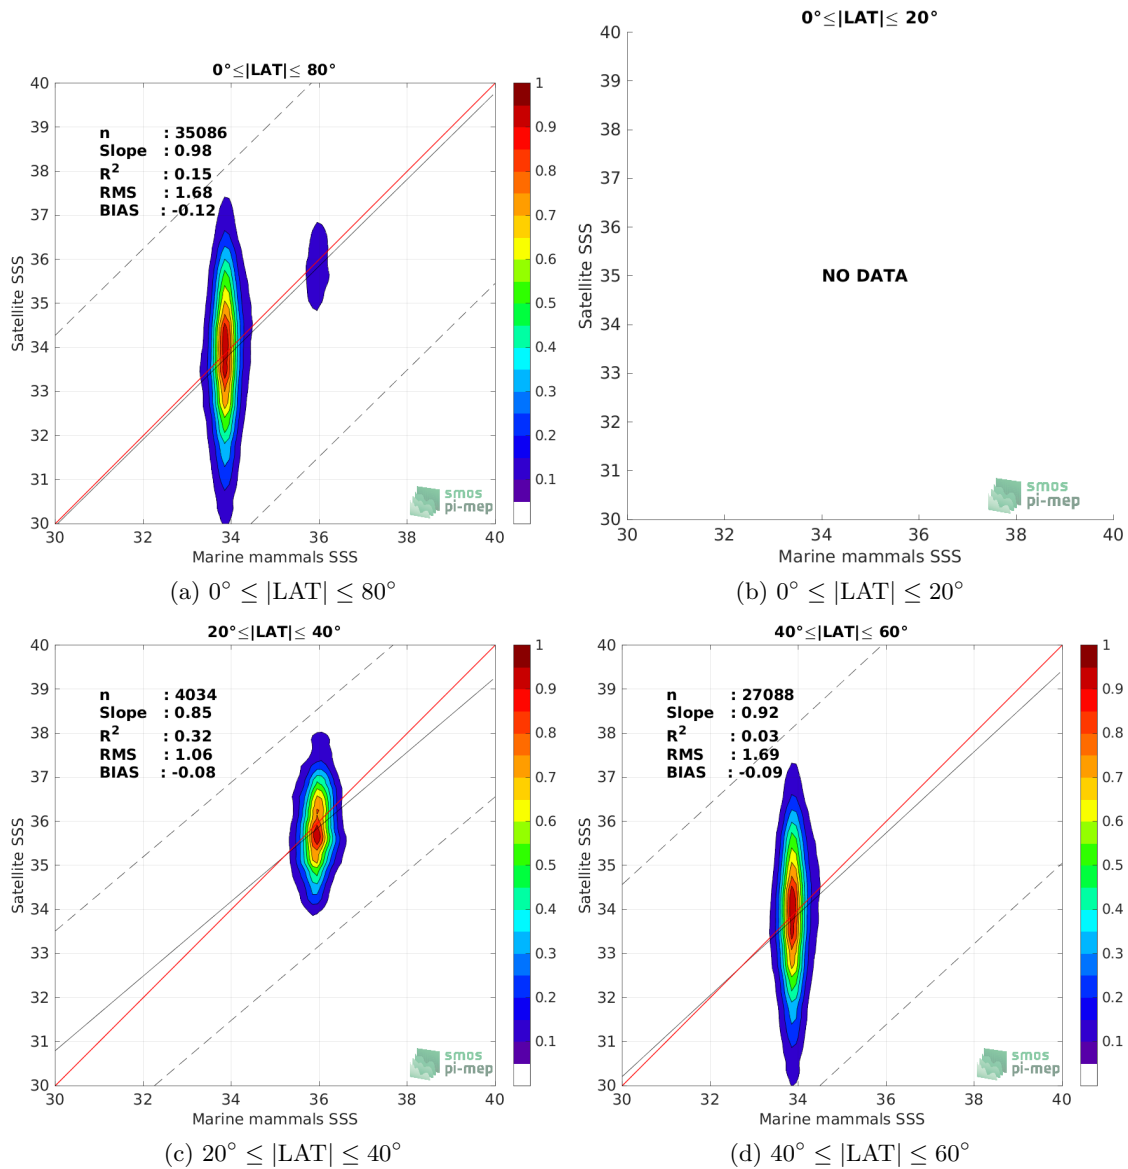 0°≤|LAT|≤ 80°
40
39
38
37
36
35
34
33
32
31
30
Satellite SSS
n : 35086
Slope : 0.98
R² : 0.15
RMS : 1.68
BIAS : -0.12
smos
pi-mep
30 32 34 36 38 40
Marine mammals SSS
1
0.9
0.8
0.7
0.6
0.5
0.4
0.3
0.2
0.1
(a) 0° ≤ |LAT| ≤ 80°
0°≤|LAT|≤ 20°
40
39
38
37
36
35
34
33
32
31
30
Satellite SSS
NO DATA
smos
pi-mep
30 32 34 36 38 40
Marine mammals SSS
(b) 0° ≤ |LAT| ≤ 20°
20°≤|LAT|≤ 40°
40
39
38
37
36
35
34
33
32
31
30
Satellite SSS
n : 4034
Slope : 0.85
R² : 0.32
RMS : 1.06
BIAS : -0.08
smos
pi-mep
30 32 34 36 38 40
Marine mammals SSS
1
0.9
0.8
0.7
0.6
0.5
0.4
0.3
0.2
0.1
(c) 20° ≤ |LAT| ≤ 40°
40°≤|LAT|≤ 60°
40
39
38
37
36
35
34
33
32
31
30
Satellite SSS
n : 27088
Slope : 0.92
R² : 0.03
RMS : 1.69
BIAS : -0.09
smos
pi-mep
30 32 34 36 38 40
Marine mammals SSS
1
0.9
0.8
0.7
0.6
0.5
0.4
0.3
0.2
0.1
(d) 40° ≤ |LAT| ≤ 60°